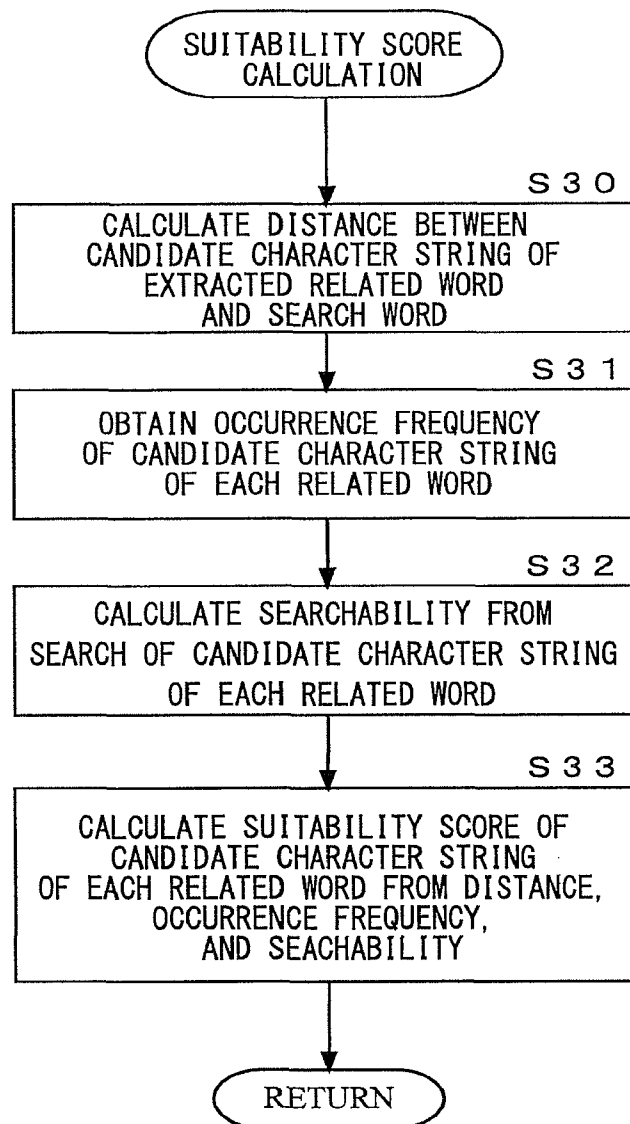 SUITABILITY SCORE
CALCULATION
S30
CALCULATE DISTANCE BETWEEN
CANDIDATE CHARACTER STRING OF
EXTRACTED RELATED WORD
AND SEARCH WORD
S31
OBTAIN OCCURRENCE FREQUENCY
OF CANDIDATE CHARACTER STRING
OF EACH RELATED WORD
S32
CALCULATE SEARCHABILITY FROM
SEARCH OF CANDIDATE CHARACTER STRING
OF EACH RELATED WORD
S33
CALCULATE SUITABILITY SCORE OF
CANDIDATE CHARACTER STRING
OF EACH RELATED WORD FROM DISTANCE,
OCCURRENCE FREQUENCY,
AND SEACHABILITY
RETURN